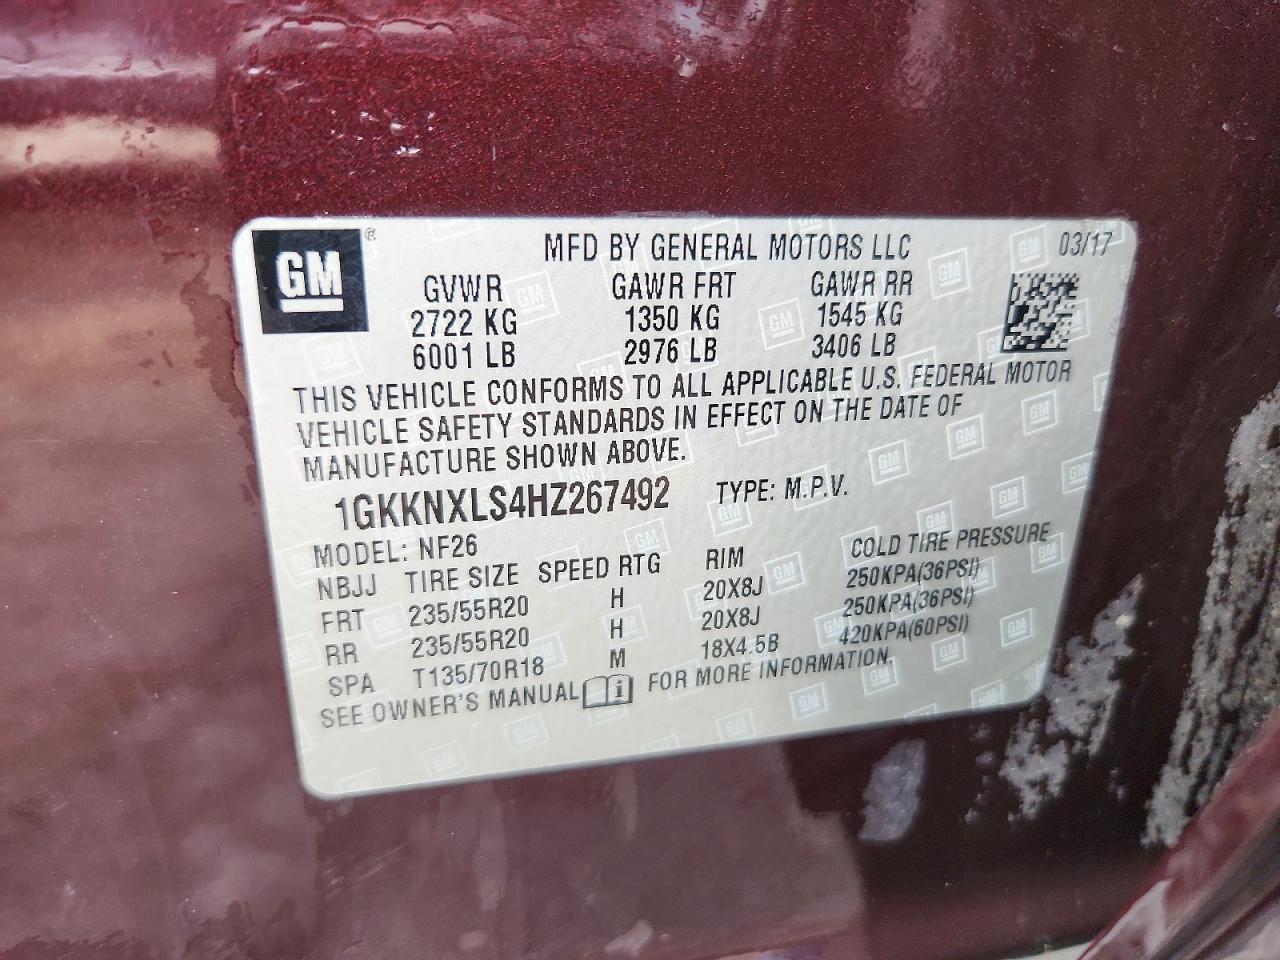 GM ® MFD BY GENERAL MOTORS LLC 03/17
GVWR GAWR FRT GAWR RR
2722 KG 1350 KG 1545 KG
6001 LB 2976 LB 3406 LB
THIS VEHICLE CONFORMS TO ALL APPLICABLE U.S. FEDERAL MOTOR
VEHICLE SAFETY STANDARDS IN EFFECT ON THE DATE OF
MANUFACTURE SHOWN ABOVE.
1GKKNXLS4HZ267492 TYPE: M.P.V.
MODEL: NF26
NBJJ TIRE SIZE SPEED RTG RIM COLD TIRE PRESSURE
FRT 235/55R20 H 20X8J 250KPA(36PSI)
RR 235/55R20 H 20X8J 250KPA(36PSI)
SPA T135/70R18 M 18X4.5B 420KPA(60PSI)
SEE OWNER'S MANUAL i FOR MORE INFORMATION.